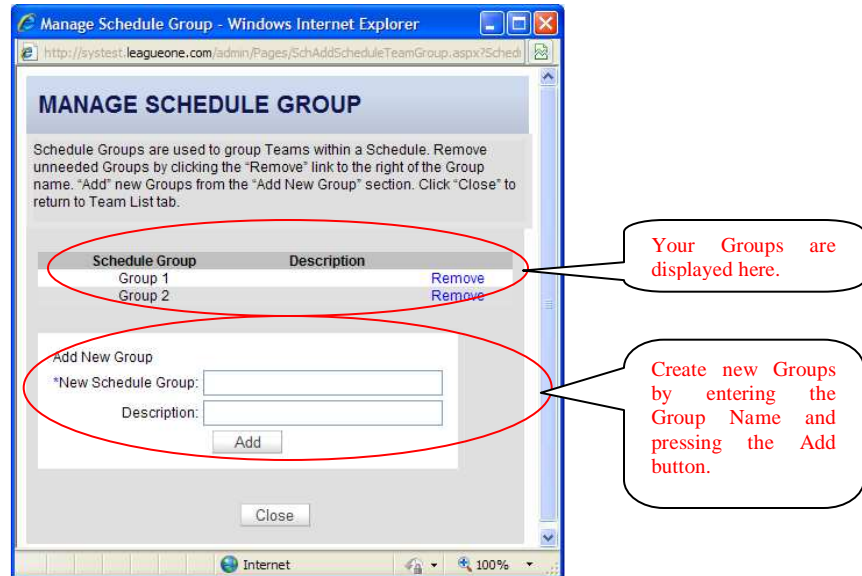 Manage Schedule Group - Windows Internet Explorer
http://systest.leagueone.com/admin/Pages/SchAddScheduleTeamGroup.aspx?Schedu
MANAGE SCHEDULE GROUP
Schedule Groups are used to group Teams within a Schedule. Remove
unneeded Groups by clicking the “Remove” link to the right of the Group
name. “Add” new Groups from the “Add New Group” section. Click “Close” to
return to Team List tab.
Schedule Group Description
Group 1 Remove
Group 2 Remove
Your Groups are
displayed here.
Add New Group
*New Schedule Group:
Description:
Add
Create new Groups
by entering the
Group Name and
pressing the Add
button.
Close
Internet 100%